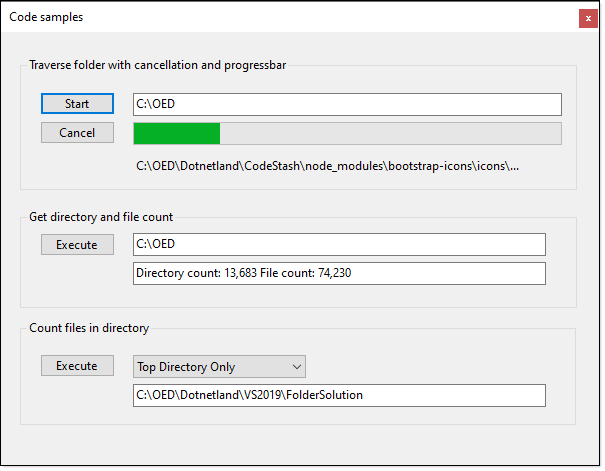 Code samples
x
Traverse folder with cancellation and progressbar
Start C:\OED
Cancel
C:\OED\Dotnetland\CodeStash\node_modules\bootstrap-icons\icons\...
Get directory and file count
Execute C:\OED
Directory count: 13,683 File count: 74,230
Count files in directory
Execute Top Directory Only
C:\OED\Dotnetland\VS2019\FolderSolution